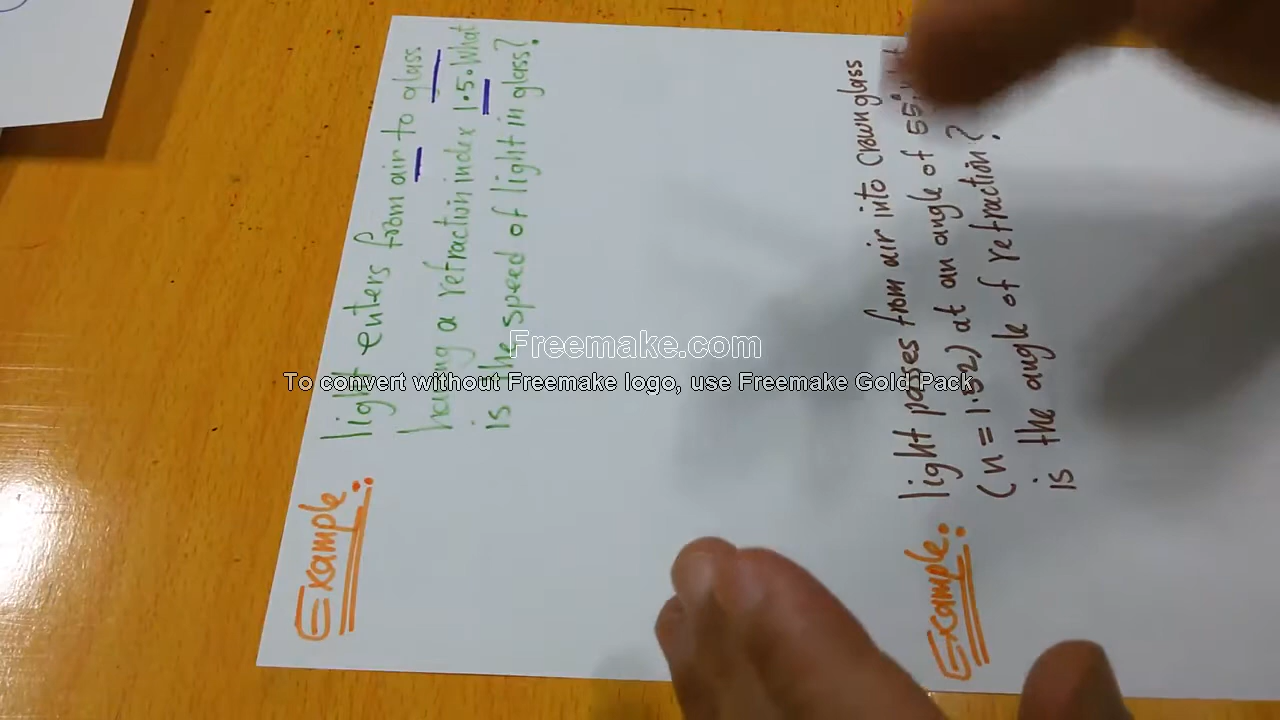 Example:
light enters from air to glass
having a refraction index 1.5. What
is the speed of light in glass?
Example:
light passes from air into Crown glass
(n = 1.52) at an angle of 55°.
is the angle of refraction?
Freemake.com
To convert without Freemake logo, use Freemake Gold Pack